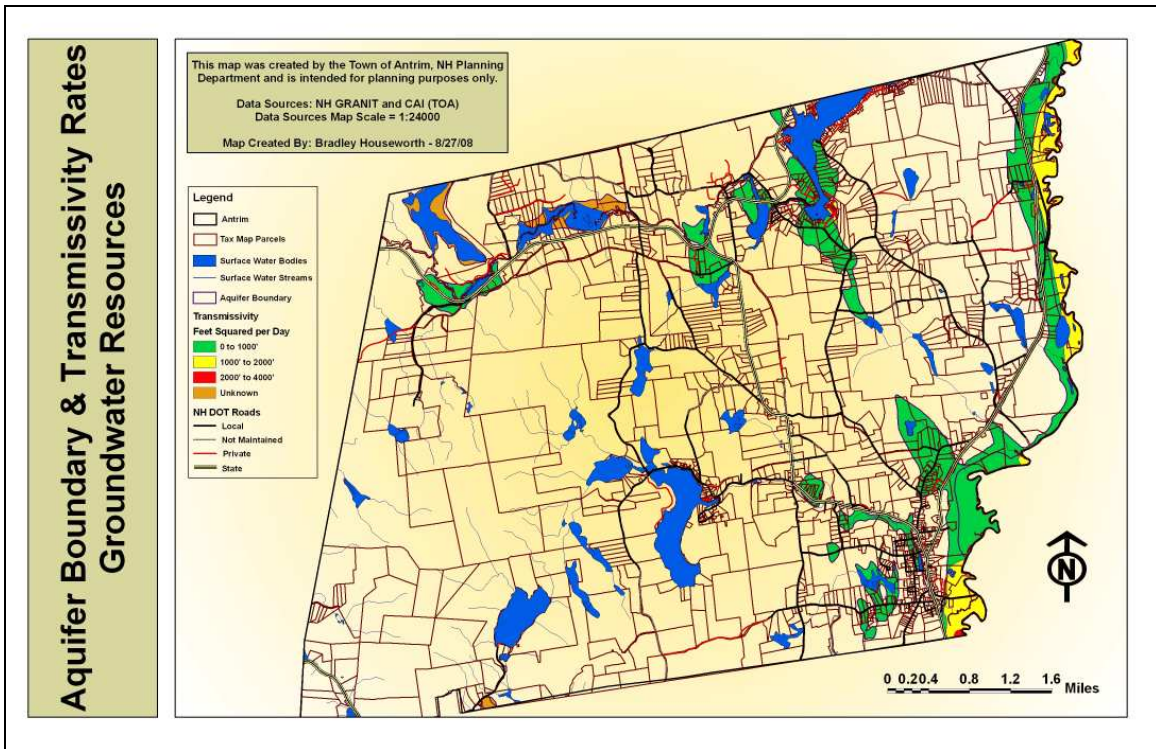 Aquifer Boundary & Transmissivity Rates
Groundwater Resources
This map was created by the Town of Antrim, NH Planning
Department and is intended for planning purposes only.
Data Sources: NH GRANIT and CAI (TOA)
Data Sources Map Scale = 1:24000
Map Created By: Bradley Houseworth - 8/27/08
Legend
Antrim
Tax Map Parcels
Surface Water Bodies
Surface Water Streams
Aquifer Boundary
Transmissivity
Feet Squared per Day
0 to 1000'
1000' to 2000'
2000' to 4000'
Unknown
NH DOT Roads
Local
Not Maintained
Private
State
N
0 0.2 0.4 0.8 1.2 1.6
Miles